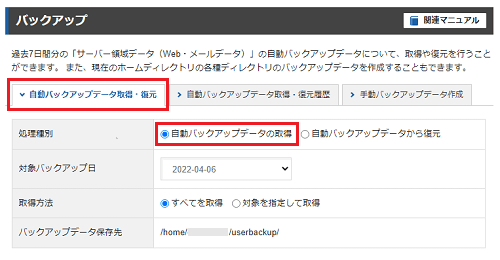 バックアップ
関連マニュアル
過去7日間分の「サーバー領域データ（Web・メールデータ）」の自動バックアップデータについて、取得や復元を行うこと
ができます。また、現在のホームディレクトリの各種ディレクトリのバックアップデータを作成することもできます。
自動バックアップデータ取得・復元
自動バックアップデータ取得・復元履歴
手動バックアップデータ作成
処理種別 自動バックアップデータの取得 自動バックアップデータから復元
対象バックアップ日 2022-04-06
取得方法 すべてを取得 対象を指定して取得
バックアップデータ保存先 /home/ /userbackup/